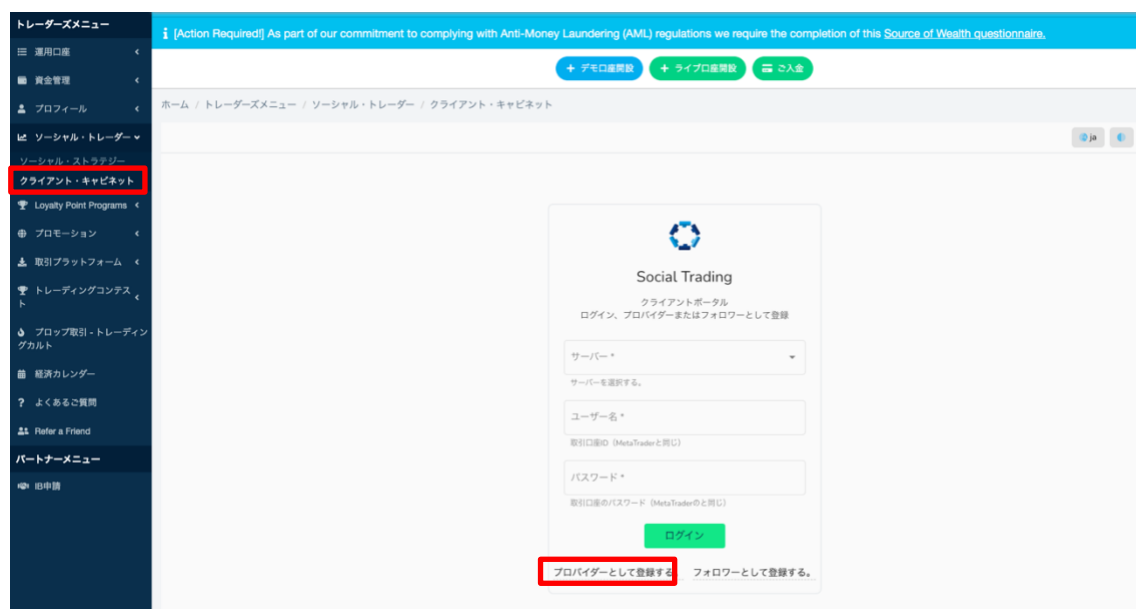 トレーダーズメニュー
運用口座
資金管理
プロフィール
ソーシャル・トレーダー
ソーシャル・ストラテジー
クライアント・キャビネット
Loyalty Point Programs
プロモーション
取引プラットフォーム
トレーディングコンテス
ト
プロップ取引 - トレーディン
グカルト
経済カレンダー
? よくあるご質問
Refer a Friend
パートナーメニュー
IB申請
[Action Required!] As part of our commitment to complying with Anti-Money Laundering (AML) regulations we require the completion of this Source of Wealth questionnaire.
+ デモ口座開設 + ライブ口座開設 ご入金
ホーム / トレーダーズメニュー / ソーシャル・トレーダー / クライアント・キャビネット
ja
Social Trading
クライアントポータル
ログイン、プロバイダーまたはフォロワーとして登録
サーバー *
サーバーを選択する。
ユーザー名 *
取引口座ID（MetaTraderと同じ）
パスワード *
取引口座のパスワード（MetaTraderのと同じ）
ログイン
プロバイダーとして登録する。 フォロワーとして登録する。